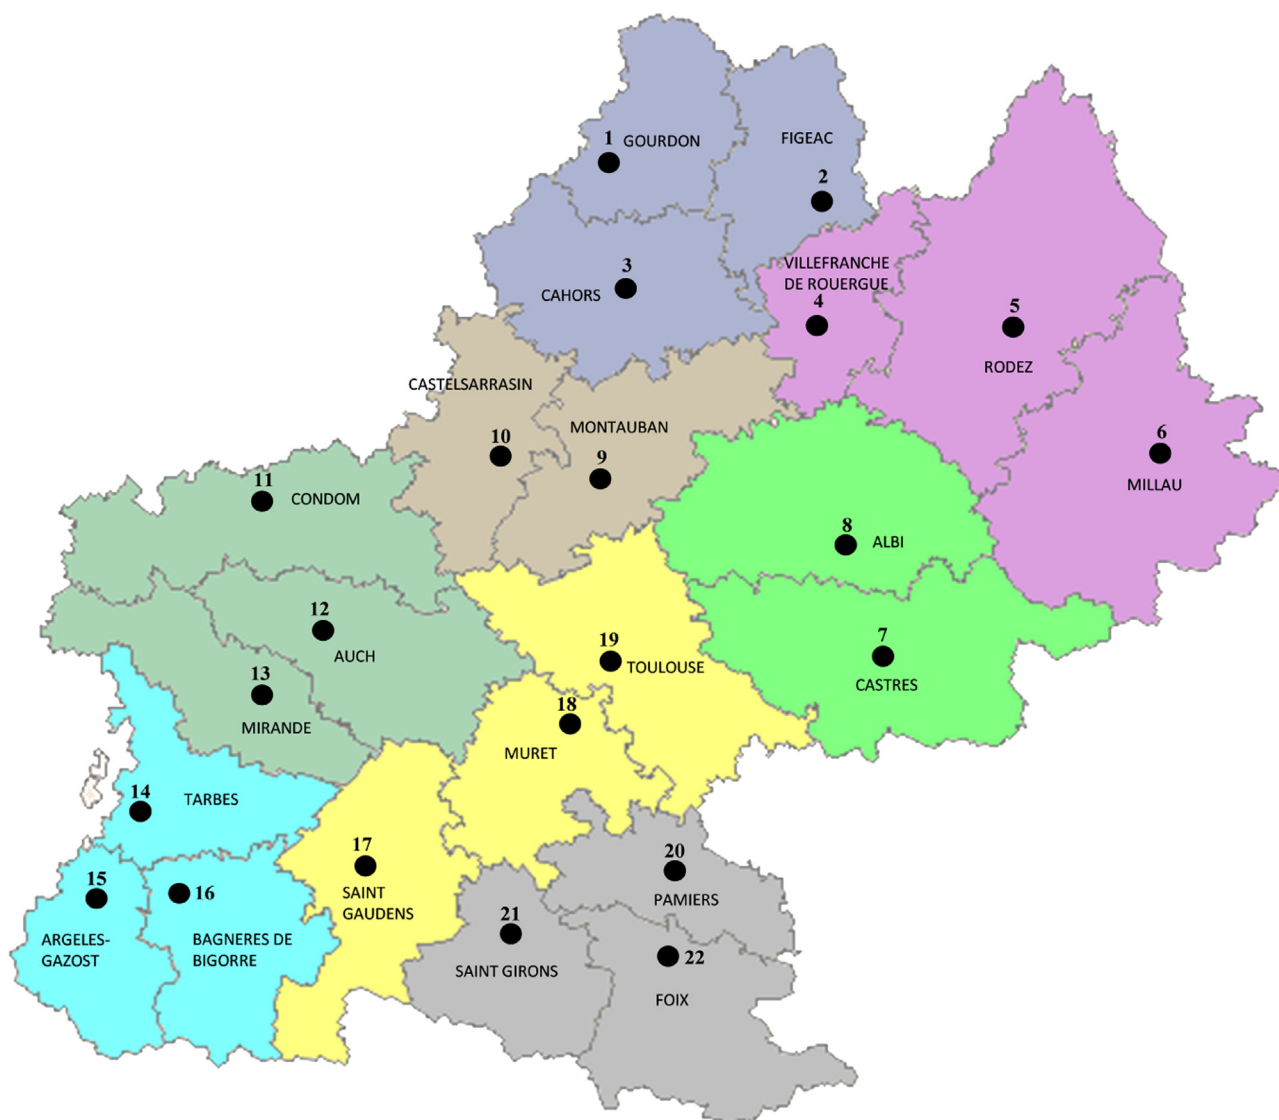 1
GOURDON
FIGEAC
2
3
CAHORS
VILLEFRANCHE
DE ROUERGUE
4
5
RODEZ
CASTELSARRASIN
10
MONTAUBAN
9
6
MILLAU
11
CONDOM
8
ALBI
12
AUCH
19
TOULOUSE
7
CASTRES
13
MIRANDE
18
MURET
14
TARBES
17
SAINT
GAUDENS
20
PAMIERS
15
ARGELES-
GAZOST
16
BAGNERES DE
BIGORRE
21
SAINT GIRONS
22
FOIX